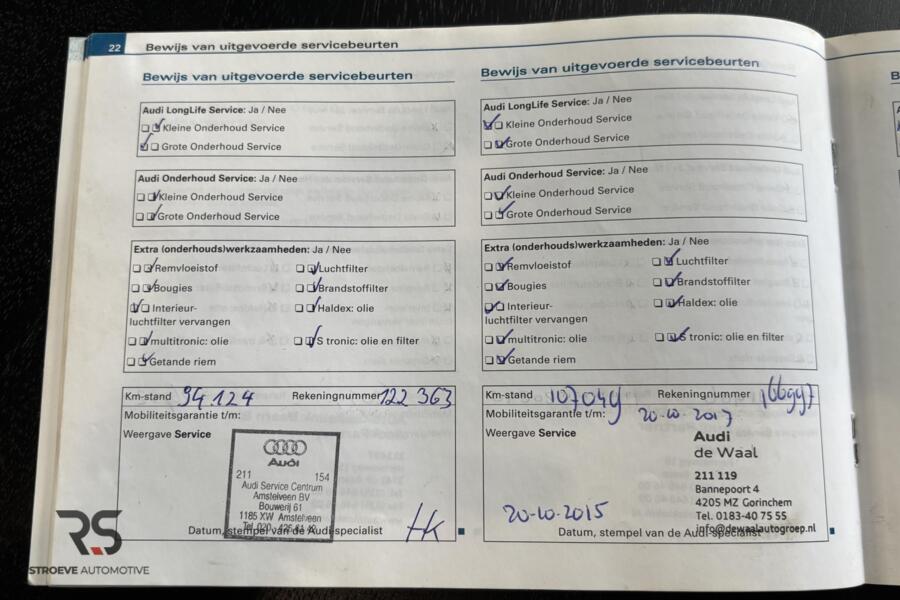 22 Bewijs van uitgevoerde servicebeurten
Bewijs van uitgevoerde servicebeurten
Audi LongLife Service: Ja / Nee
Kleine Onderhoud Service
Grote Onderhoud Service
Audi Onderhoud Service: Ja / Nee
Kleine Onderhoud Service
Grote Onderhoud Service
Extra (onderhouds)werkzaamheden: Ja / Nee
Remvloeistof Luchtfilter
Bougies Brandstoffilter
Interieur- Haldex: olie
luchtfilter vervangen
multitronic: olie S tronic: olie en filter
Getande riem
Km-stand 94.124 Rekeningnummer 122 363
Mobiliteitsgarantie t/m:
Weergave Service
Audi
211 154
Audi Service Centrum
Amstelveen BV
Bouwerij 61
1185 XW Amstelveen
Datum, stempel van de Audi-specialist
HK
Bewijs van uitgevoerde servicebeurten
Audi LongLife Service: Ja / Nee
Kleine Onderhoud Service
Grote Onderhoud Service
Audi Onderhoud Service: Ja / Nee
Kleine Onderhoud Service
Grote Onderhoud Service
Extra (onderhouds)werkzaamheden: Ja / Nee
Remvloeistof Luchtfilter
Bougies Brandstoffilter
Interieur- Haldex: olie
luchtfilter vervangen
multitronic: olie S tronic: olie en filter
Getande riem
Km-stand 107049 Rekeningnummer 166997
Mobiliteitsgarantie t/m: 20-10-2017
Weergave Service
Audi
de Waal
211 119
Bannepoort 4
4205 MZ Gorinchem
Tel. 0183-40 75 55
info@dewaalautogroep.nl
20-10-2015
Datum, stempel van de Audi-specialist
B
RS
STROEVE AUTOMOTIVE